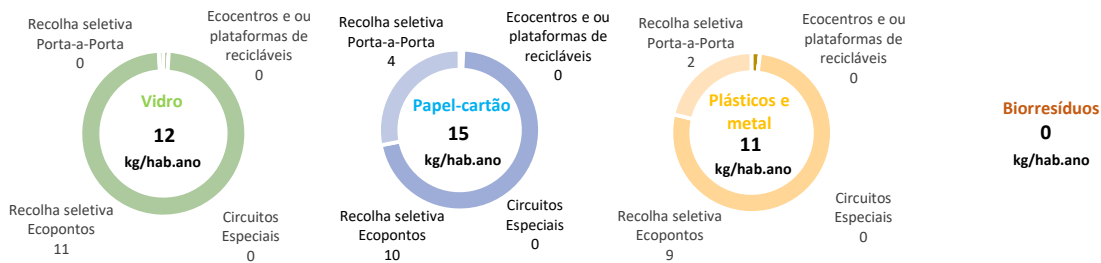 Recolha seletiva
Porta-a-Porta
0
Ecocentros e ou
plataformas de
recicláveis
0
Vidro
12
kg/hab.ano
Recolha seletiva
Ecopontos
11
Circuitos
Especiais
0
Recolha seletiva
Porta-a-Porta
4
Ecocentros e ou
plataformas de
recicláveis
0
Papel-cartão
15
kg/hab.ano
Recolha seletiva
Ecopontos
10
Circuitos
Especiais
0
Recolha seletiva
Porta-a-Porta
2
Ecocentros e ou
plataformas de
recicláveis
0
Plásticos e
metal
11
kg/hab.ano
Recolha seletiva
Ecopontos
9
Circuitos
Especiais
0
Biorresíduos
0
kg/hab.ano